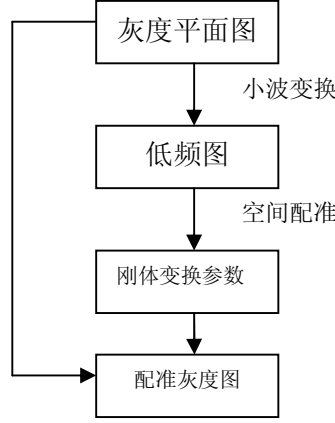 灰度平面图
小波变换
低频图
空间配准
刚体变换参数
配准灰度图